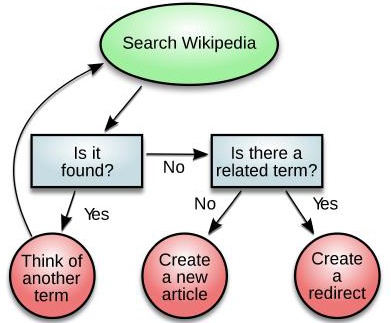 Search Wikipedia
Is it
found?
No
Is there a
related term?
Yes
No
Yes
Think of
another
term
Create
a new
article
Create
a
redirect